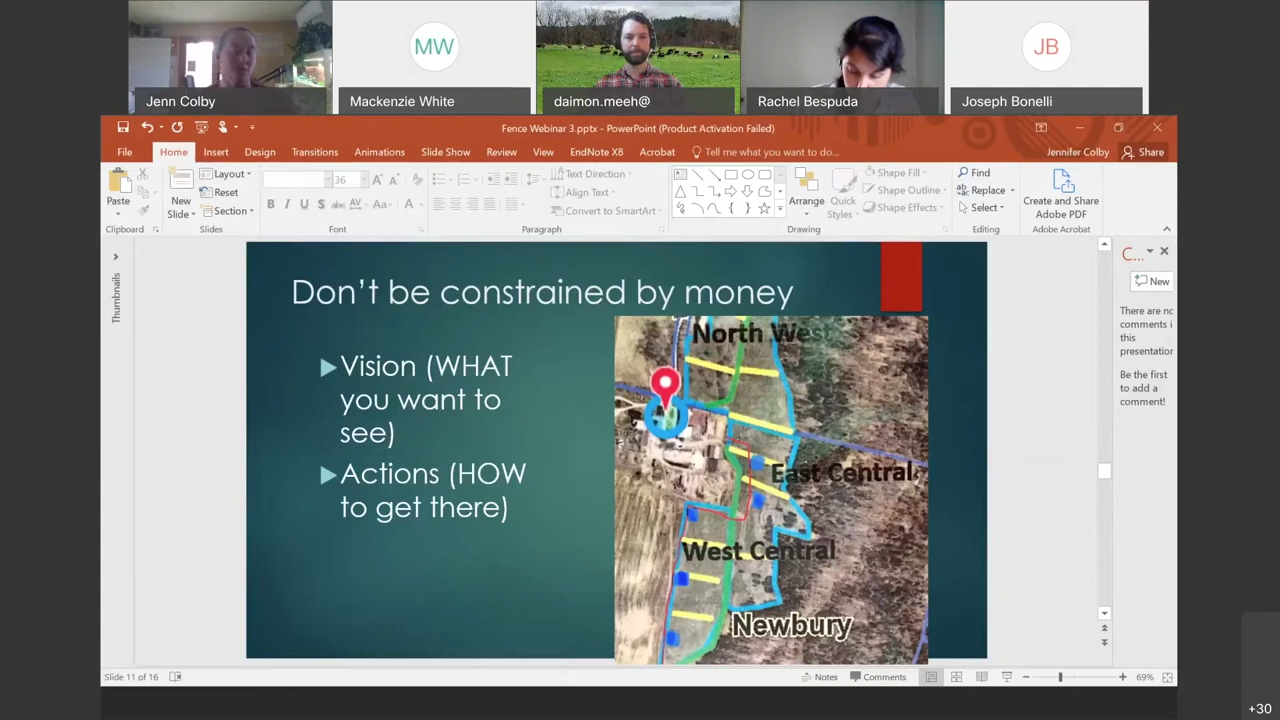 MW
JB
Jenn Colby
Mackenzie White
daimon.meeh@
Rachel Bespuda
Joseph Bonelli
Fence Webinar 3.pptx - PowerPoint (Product Activation Failed)
File
Home
Insert
Design
Transitions
Animations
Slide Show
Review
View
EndNote X8
Acrobat
Tell me what you want to do...
Jennifer Colby
Share
Paste
Clipboard
New
Slide
Layout
Reset
Section
Slides
36
B I U S abc AV Aa A
Font
Text Direction
Align Text
Convert to SmartArt
Paragraph
Arrange
Quick
Styles
Shape Fill
Shape Outline
Shape Effects
Drawing
Find
Replace
Select
Editing
Create and Share
Adobe PDF
Adobe Acrobat
Thumbnails
Don't be constrained by money
Vision (WHAT
you want to
see)
Actions (HOW
to get there)
North West
East Central
West Central
Newbury
C...
New
There are no
comments i
this
presentation
Be the first
to add a
comment!
Slide 11 of 16
Notes
Comments
69%
+30